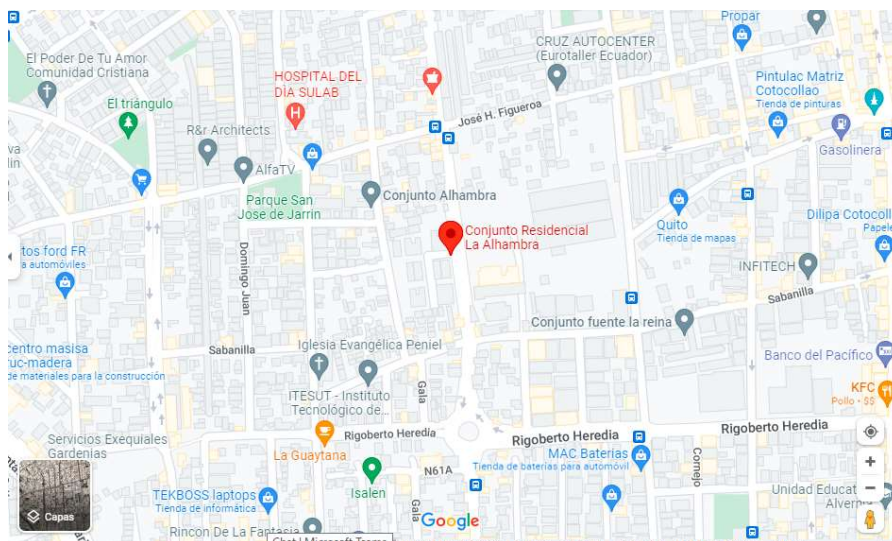 Propar
El Poder De Tu Amor
Comunidad Cristiana
CRUZ AUTOCENTER
(Eurotaller Ecuador)
HOSPITAL DEL
DÍA SULAB
Pintulac Matriz
Cotocollao
Tienda de pinturas
El triángulo
José H. Figueroa
R&r Architects
Gasolinera
AlfaTV
Parque San
Jose de Jarrin
Conjunto Alhambra
Conjunto Residencial
La Alhambra
Quito
Tienda de mapas
Dilipa Cotocoll
Papele
tos ford FR
a automóviles
Domingo Juan
INFITECH
Sabanilla
Conjunto fuente la reina
Iglesia Evangélica Peniel
Sabanilla
centro masisa
ruc-madera
de materiales para la construcción
Banco del Pacífico
ITESUT - Instituto
Tecnológico de...
Gala
KFC
Pollo • $$
Rigoberto Heredia
Rigoberto Heredia
Rigoberto Heredia
Servicios Exequiales
Gardenias
La Guaytana
MAC Baterias
Tienda de baterías para automóvil
Cornejo
N61A
Isalen
Capas
TEKBOSS laptops
Tienda de informática
Gala
Google
Unidad Educat
Alvern
Rincon De La Fantasia